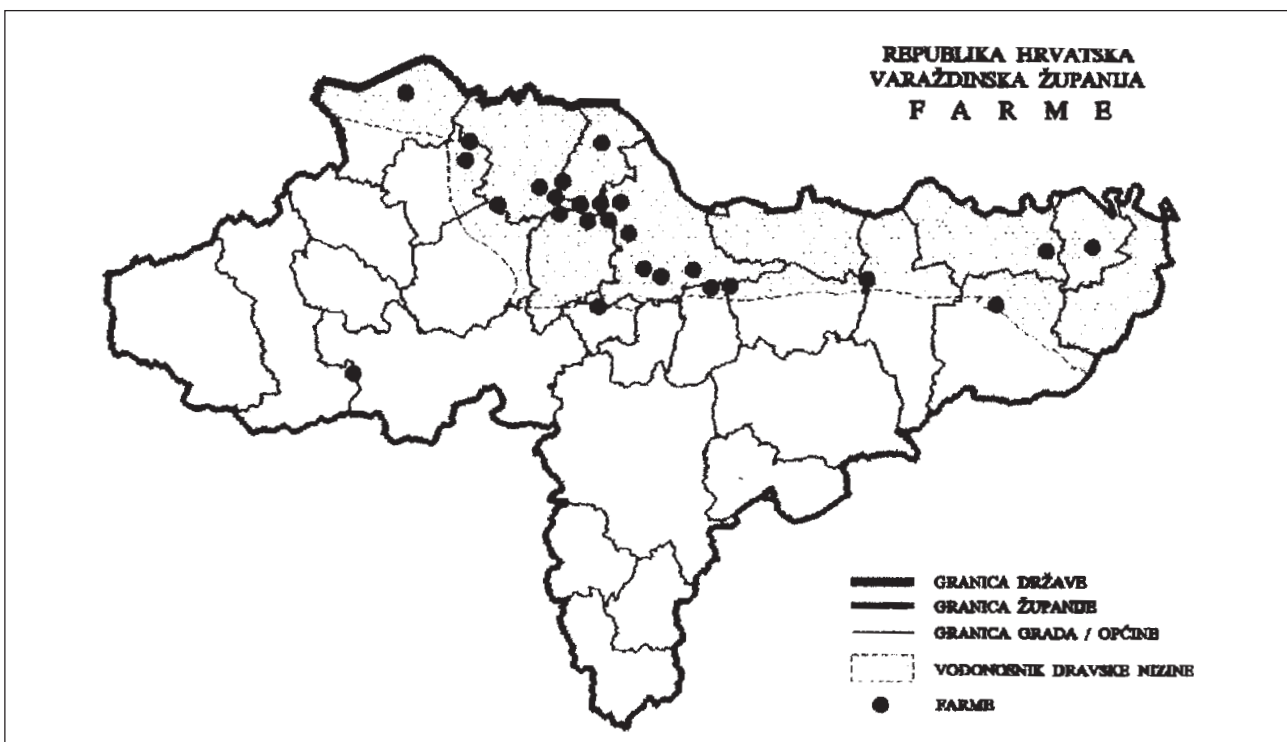 REPUBLIKA HRVATSKA
VARAŽDINSKA ŽUPANIJA
F A R M E
GRANICA DRŽAVE
GRANICA ŽUPANIJE
GRANICA GRADA / OPĆINE
VODONOSNIK DRAVSKE NIZINE
FARME